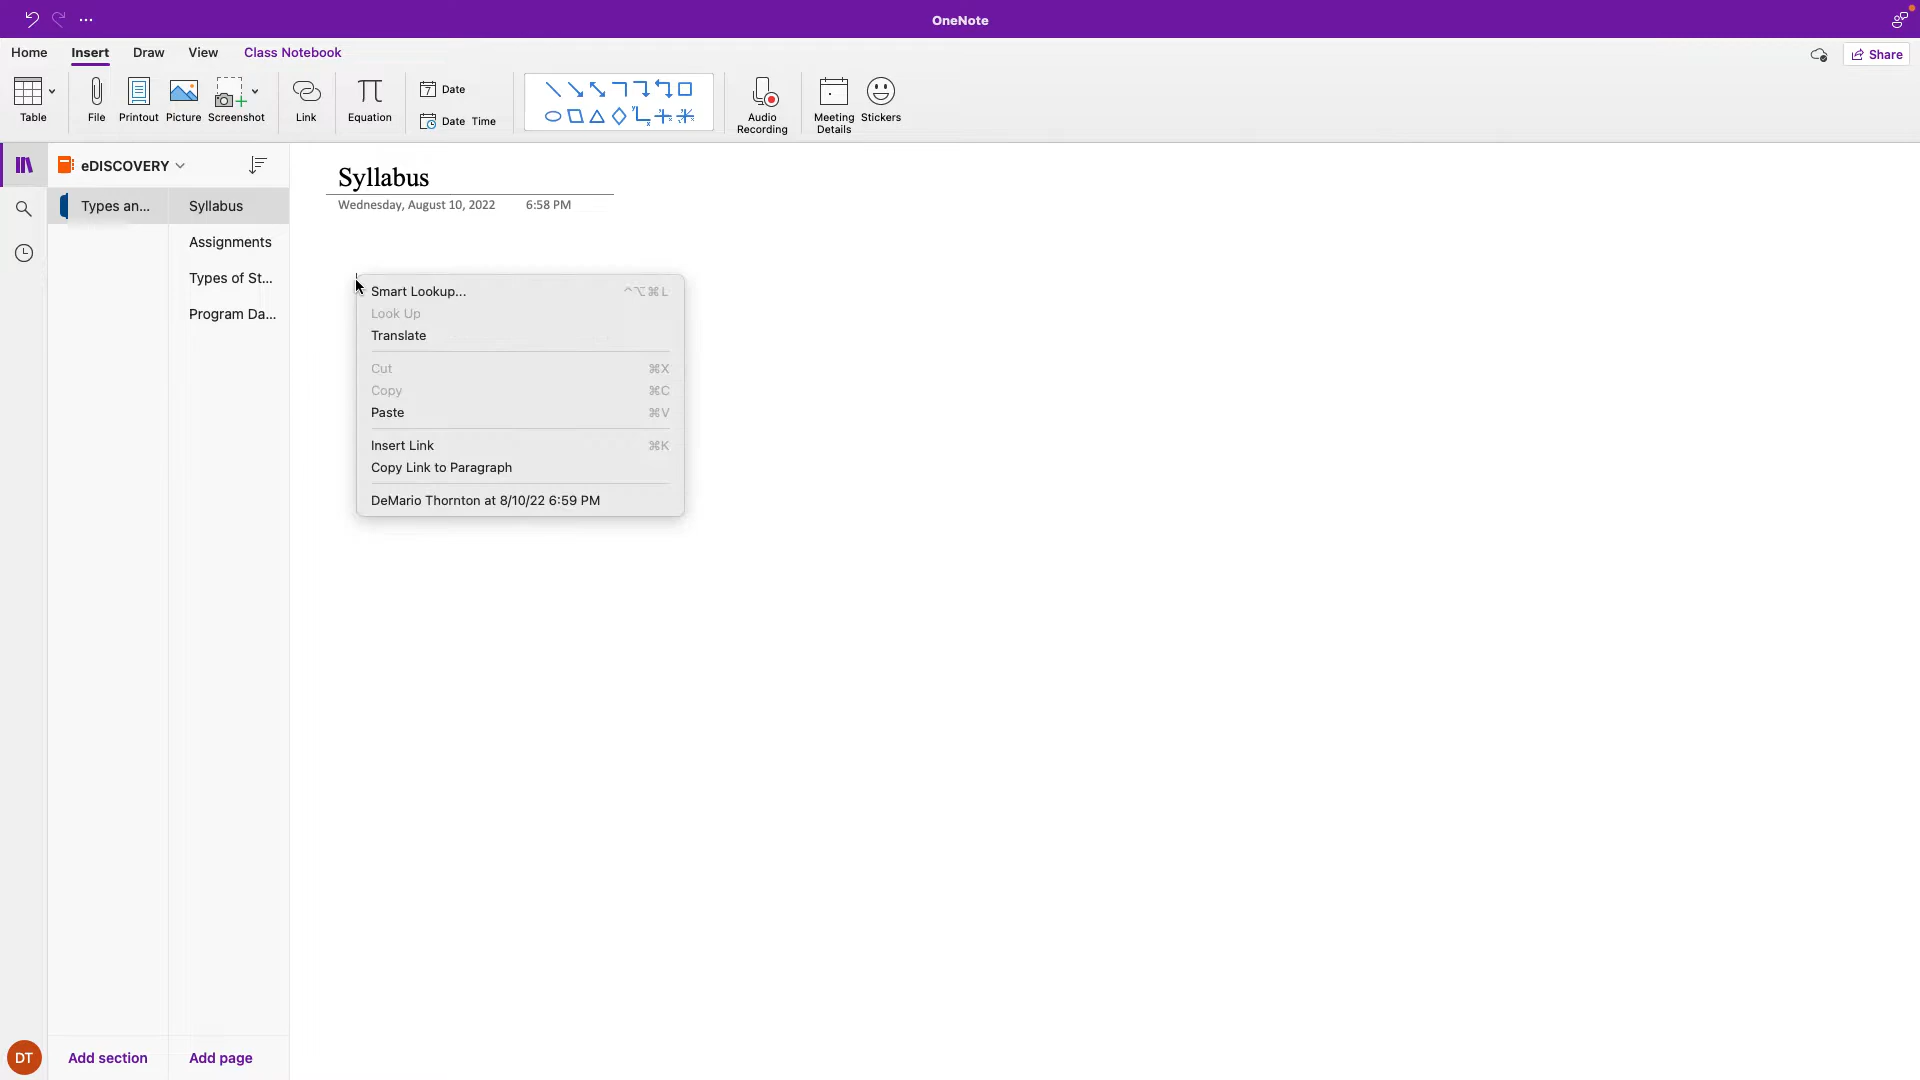 OneNote
Home Insert Draw View Class Notebook
Share
Table File Printout Picture Screenshot Link Equation
7 Date
Date Time
Audio Recording
Meeting Details
Stickers
eDISCOVERY
Types an... Syllabus
Assignments
Types of St...
Program Da...
Syllabus
Wednesday, August 10, 2022 6:58 PM
Smart Lookup... ^⌥⌘L
Look Up
Translate
Cut ⌘X
Copy ⌘C
Paste ⌘V
Insert Link ⌘K
Copy Link to Paragraph
DeMario Thornton at 8/10/22 6:59 PM
DT Add section Add page